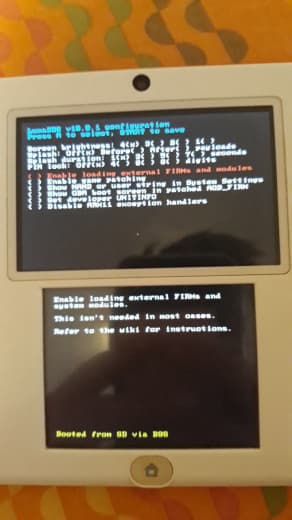 Luma3DS v10.0.1 configuration
Press A to select, START to save
Screen brightness: 4(x) 3( ) 2( ) 1( )
Splash: Off(x) Before( ) After( ) payloads
Splash duration: 1(x) 3( ) 5( ) 7( ) seconds
PIN lock: Off(x) 4( ) 6( ) 8( ) digits
( ) Enable loading external FIRMs and modules
( ) Enable game patching
( ) Show NAND or user string in System Settings
( ) Show GBA boot screen in patched AGB_FIRM
( ) Set developer UNITINFO
( ) Disable ARM11 exception handlers
Enable loading external FIRMs and
system modules.
This isn't needed in most cases.
Refer to the wiki for instructions.
Booted from SD via B9S